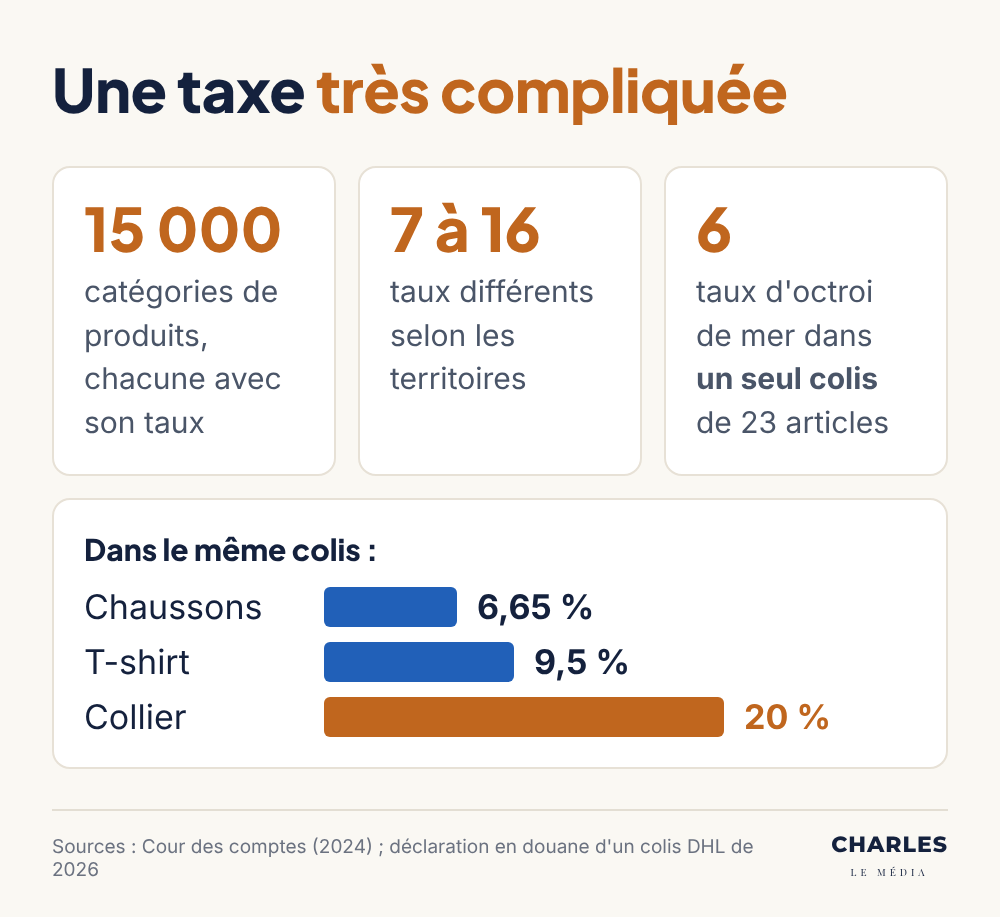 Une taxe très compliquée
15 000
catégories de
produits,
chacune avec
son taux
7 à 16
taux différents
selon les
territoires
6
taux d'octroi
de mer dans
un seul colis
de 23 articles
Dans le même colis :
Chaussons 6,65 %
T-shirt 9,5 %
Collier 20 %
Sources : Cour des comptes (2024) ; déclaration en douane d'un colis DHL de
2026
CHARLES
LE MÉDIA